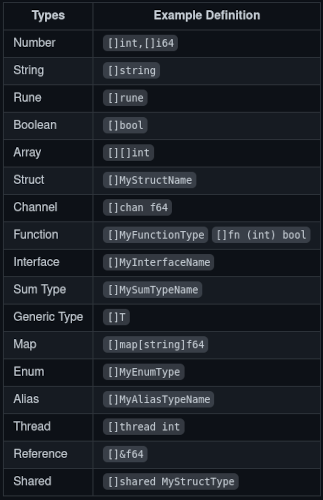 Types Example Definition
Number []int,[]i64
String []string
Rune []rune
Boolean []bool
Array [][]int
Struct []MyStructName
Channel []chan f64
Function []MyFunctionType []fn (int) bool
Interface []MyInterfaceName
Sum Type []MySumTypeName
Generic Type []T
Map []map[string]f64
Enum []MyEnumType
Alias []MyAliasTypeName
Thread []thread int
Reference []&f64
Shared []shared MyStructType